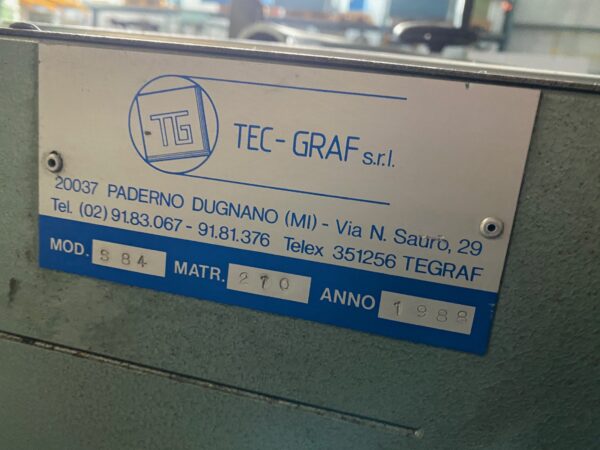 TG
TEC-GRAF s.r.l.
20037 PADERNO DUGNANO (MI) - Via N. Sauro, 29
Tel. (02) 91.83.067 - 91.81.376 Telex 351256 TEGRAF
MOD. S84 MATR. 210 ANNO 1988